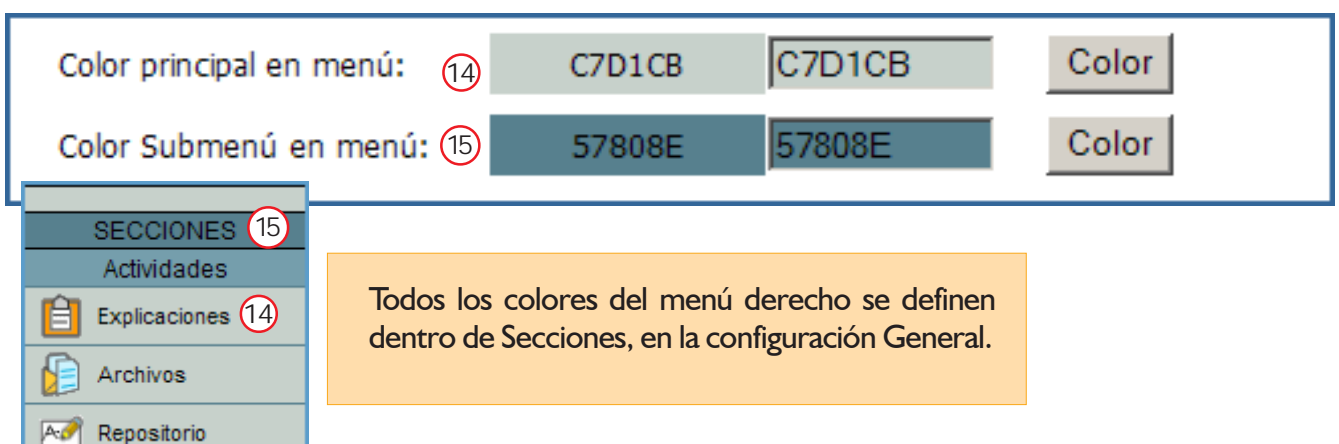 Color principal en menú: 14 C7D1CB C7D1CB Color
Color Submenú en menú: 15 57808E 57808E Color
SECCIONES 15
Actividades
Explicaciones 14
Archivos
Repositorio
Todos los colores del menú derecho se definen
dentro de Secciones, en la configuración General.